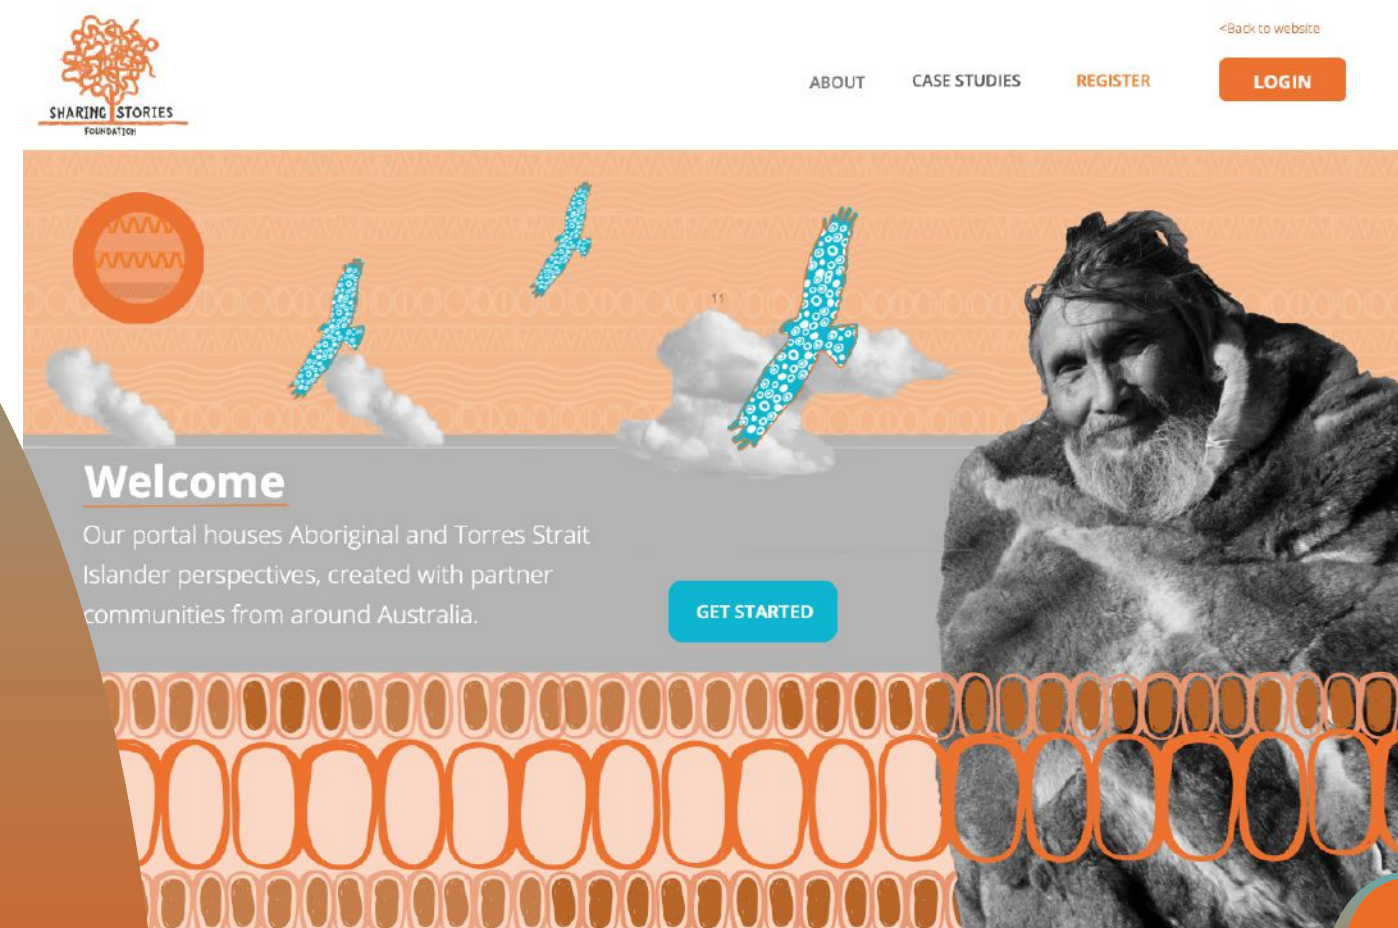 <Back to website
SHARING STORIES
FOUNDATION
ABOUT
CASE STUDIES
REGISTER
LOGIN
11
Welcome
Our portal houses Aboriginal and Torres Strait
Islander perspectives, created with partner
communities from around Australia.
GET STARTED